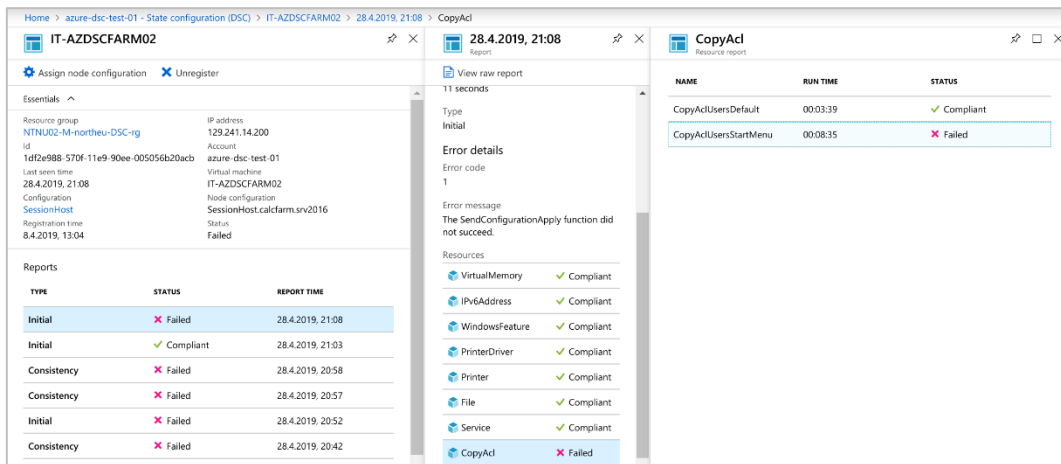 Home > azure-dsc-test-01 - State configuration (DSC) > IT-AZDSCFARM02 > 28.4.2019, 21:08 > CopyAcl
IT-AZDSCFARM02
Assign node configuration Unregister
Essentials
Resource group IP address
NTNU02-M-northeu-DSC-rg 129.241.14.200
Id Account
1df2e988-570f-11e9-90ee-005056b20acb azure-dsc-test-01
Last seen time Virtual machine
28.4.2019, 21:08 IT-AZDSCFARM02
Configuration Node configuration
SessionHost SessionHost.calcfarm.srv2016
Registration time Status
8.4.2019, 13:04 Failed
Reports
TYPE STATUS REPORT TIME
Initial Failed 28.4.2019, 21:08
Initial Compliant 28.4.2019, 21:03
Consistency Failed 28.4.2019, 20:58
Consistency Failed 28.4.2019, 20:57
Initial Failed 28.4.2019, 20:52
Consistency Failed 28.4.2019, 20:42
28.4.2019, 21:08
Report
View raw report
11 seconds
Type
Initial
Error details
Error code
1
Error message
The SendConfigurationApply function did
not succeed.
Resources
VirtualMemory Compliant
IPv6Address Compliant
WindowsFeature Compliant
PrinterDriver Compliant
Printer Compliant
File Compliant
Service Compliant
CopyAcl Failed
CopyAcl
Resource report
NAME RUN TIME STATUS
CopyAclUsersDefault 00:03:39 Compliant
CopyAclUsersStartMenu 00:08:35 Failed